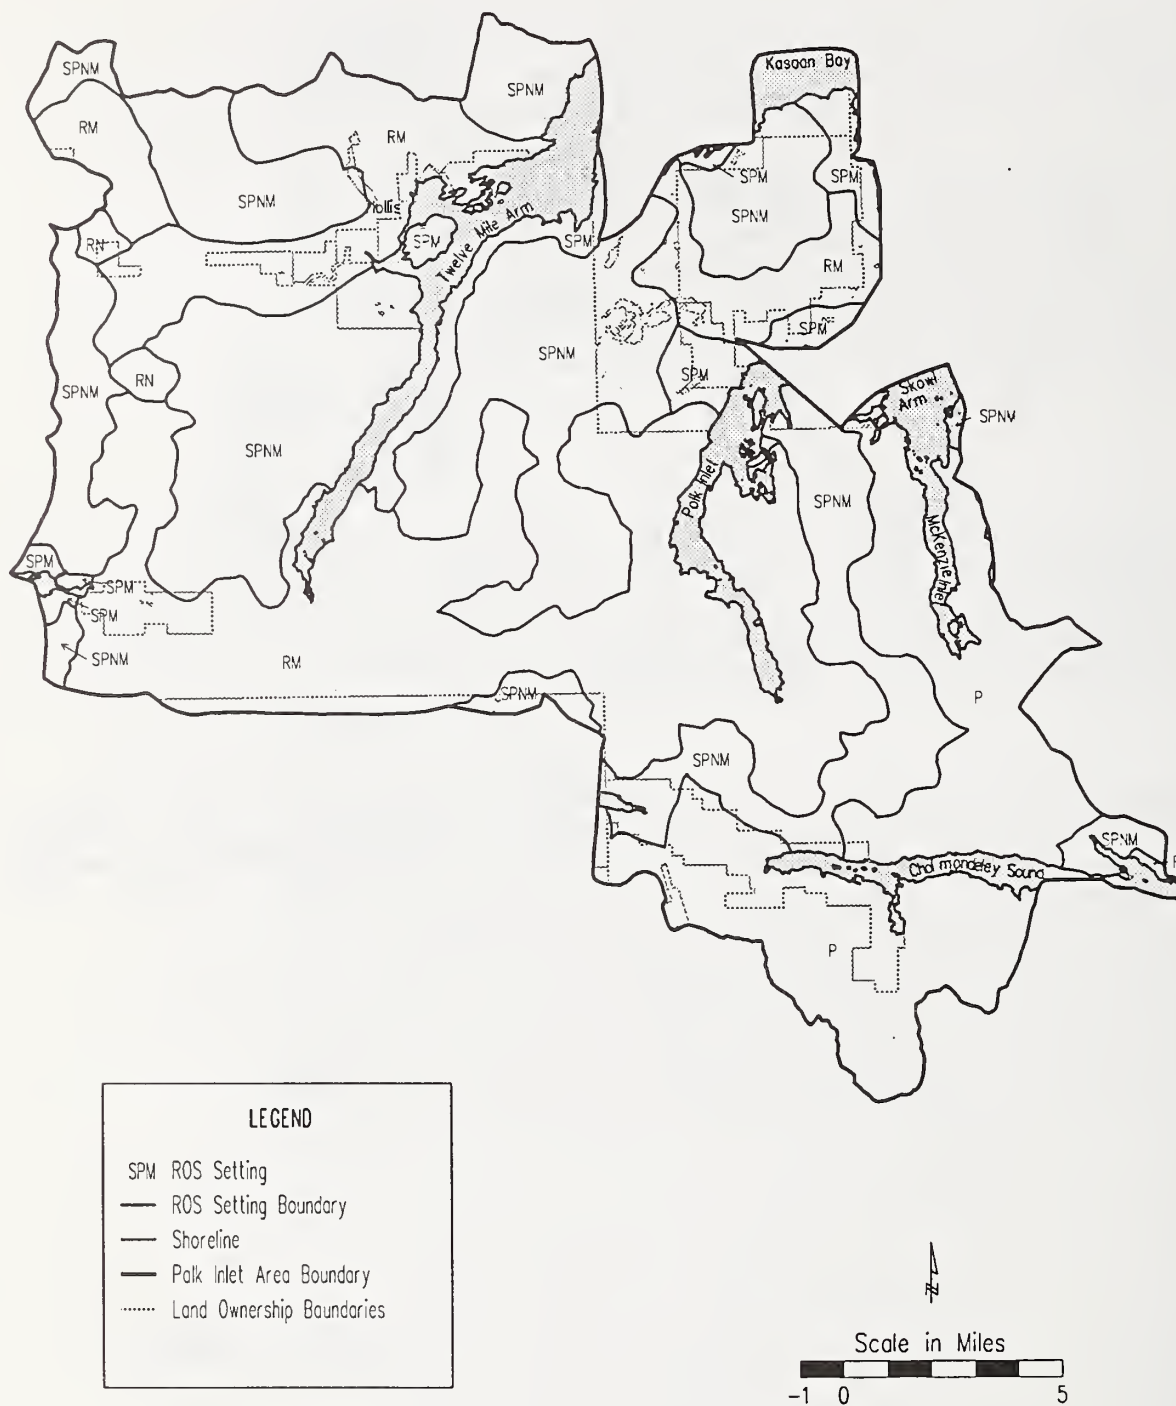 SPNM
Kasaan Bay
SPNM
RM
RM
SPM
SPM
SPNM
Hollis
SPNM
Twelve Mile Arm
SPM
SPM
RN
RM
SPM
SPNM
RN
SPNM
SPM
Skowl
Arm
SPNM
SPNM
Polk Inlet
SPNM
McKenzie Inlet
SPM
SPM
SPM
SPNM
RM
SPNM
P
SPNM
SPNM
Cholmondeley Sound
P
LEGEND
SPM ROS Setting
ROS Setting Boundary
Shoreline
Polk Inlet Area Boundary
Land Ownership Boundaries
N
Scale in Miles
-1 0 5